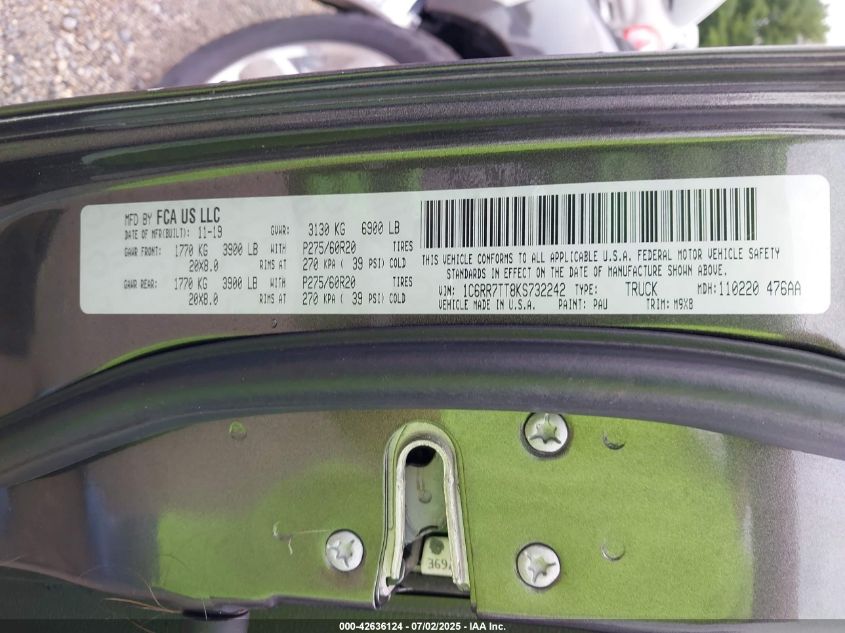 MFD BY FCA US LLC
DATE OF MFR(BUILT): 11-19 GVWR: 3130 KG 6900 LB
GAWR FRONT: 1770 KG 3900 LB WITH P275/60R20 TIRES
20X8.0 RIMS AT 270 KPA ( 39 PSI) COLD
GAWR REAR: 1770 KG 3900 LB WITH P275/60R20 TIRES
20X8.0 RIMS AT 270 KPA ( 39 PSI) COLD
THIS VEHICLE CONFORMS TO ALL APPLICABLE U.S.A. FEDERAL MOTOR VEHICLE SAFETY
STANDARDS IN EFFECT ON THE DATE OF MANUFACTURE SHOWN ABOVE.
VIN: 1C6RR7TT8KS732242 TYPE: TRUCK MDH: 110220 476AA
VEHICLE MADE IN U.S.A. PAINT: PAU TRIM: M9X8
000-42636124 - 07/02/2025 - IAA Inc.